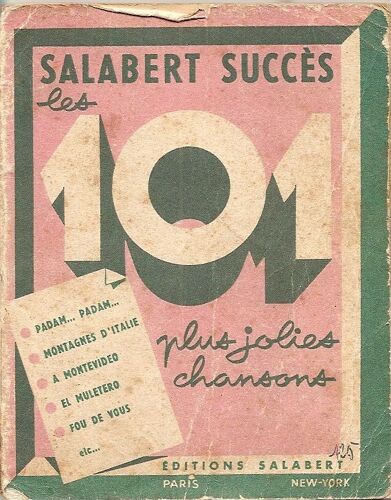 SALABERT SUCCÈS
les
101
plus jolies
chansons
PADAM... PADAM...
MONTAGNES D'ITALIE
A MONTEVIDEO
EL MULETERO
FOU DE VOUS
etc...
135
ÉDITIONS SALABERT
PARIS NEW-YORK